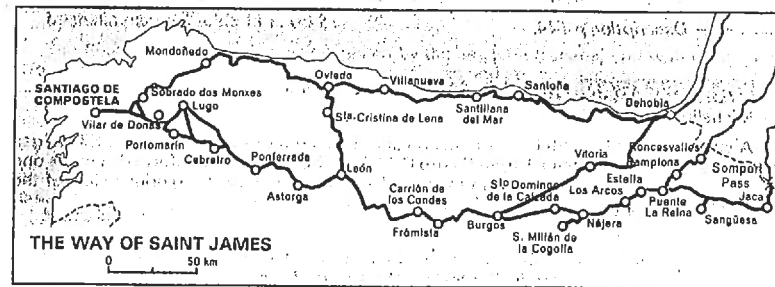 Mondoñedo
Oviedo
Villanueva
Santoña
SANTIAGO DE
COMPOSTELA
Sobrado dos Monxes
Lugo
Santillana
del Mar
Behobia
Sta. Cristina de Lena
Vilar de Donas
Portomarín
Cebreiro
Ponferrada
León
Astorga
Carrión de
los Condes
Frómista
Burgos
Sto Domingo
de la Calzada
Vitoria
Estella
Los Arcos
Roncesvalles
Pamplona
Somport
Pass
Jaca
Puente
La Reina
Sangüesa
Nájera
S. Millán de
la Cogolla
THE WAY OF SAINT JAMES
0 50 km